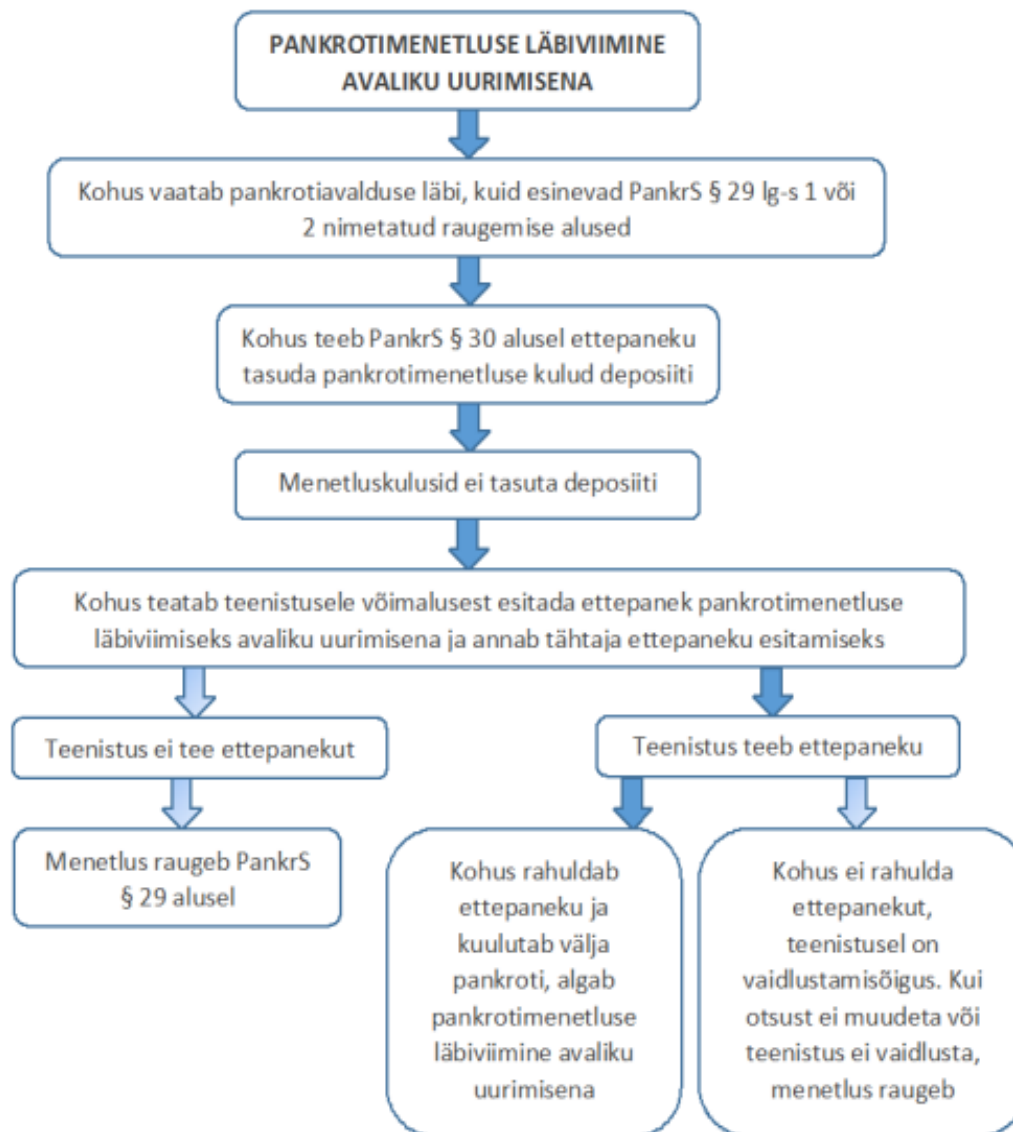 PANKROTIMENETLUSE LÄBIVIIMINE
AVALIKU UURIMISENA
Kohus vaatab pankrotiavalduse läbi, kuid esinevad PankrS § 29 lg-s 1 või
2 nimetatud raugemise alused
Kohus teeb PankrS § 30 alusel ettepaneku
tasuda pankrotimenetluse kulud deposiiti
Menetluskulusid ei tasuta deposiiti
Kohus teatab teenistusele võimalusest esitada ettepanek pankrotimenetluse
läbiviimiseks avaliku uurimisena ja annab tähtaja ettepaneku esitamiseks
Teenistus ei tee ettepanekut
Teenistus teeb ettepaneku
Menetlus raugeb PankrS
§ 29 alusel
Kohus rahuldab
ettepaneku ja
kuulutab välja
pankroti, algab
pankrotimenetluse
läbiviimine avaliku
uurimisena
Kohus ei rahulda
ettepanekut,
teenistusel on
vaidlustamisõigus. Kui
otsust ei muudeta või
teenistus ei vaidlusta,
menetlus raugeb